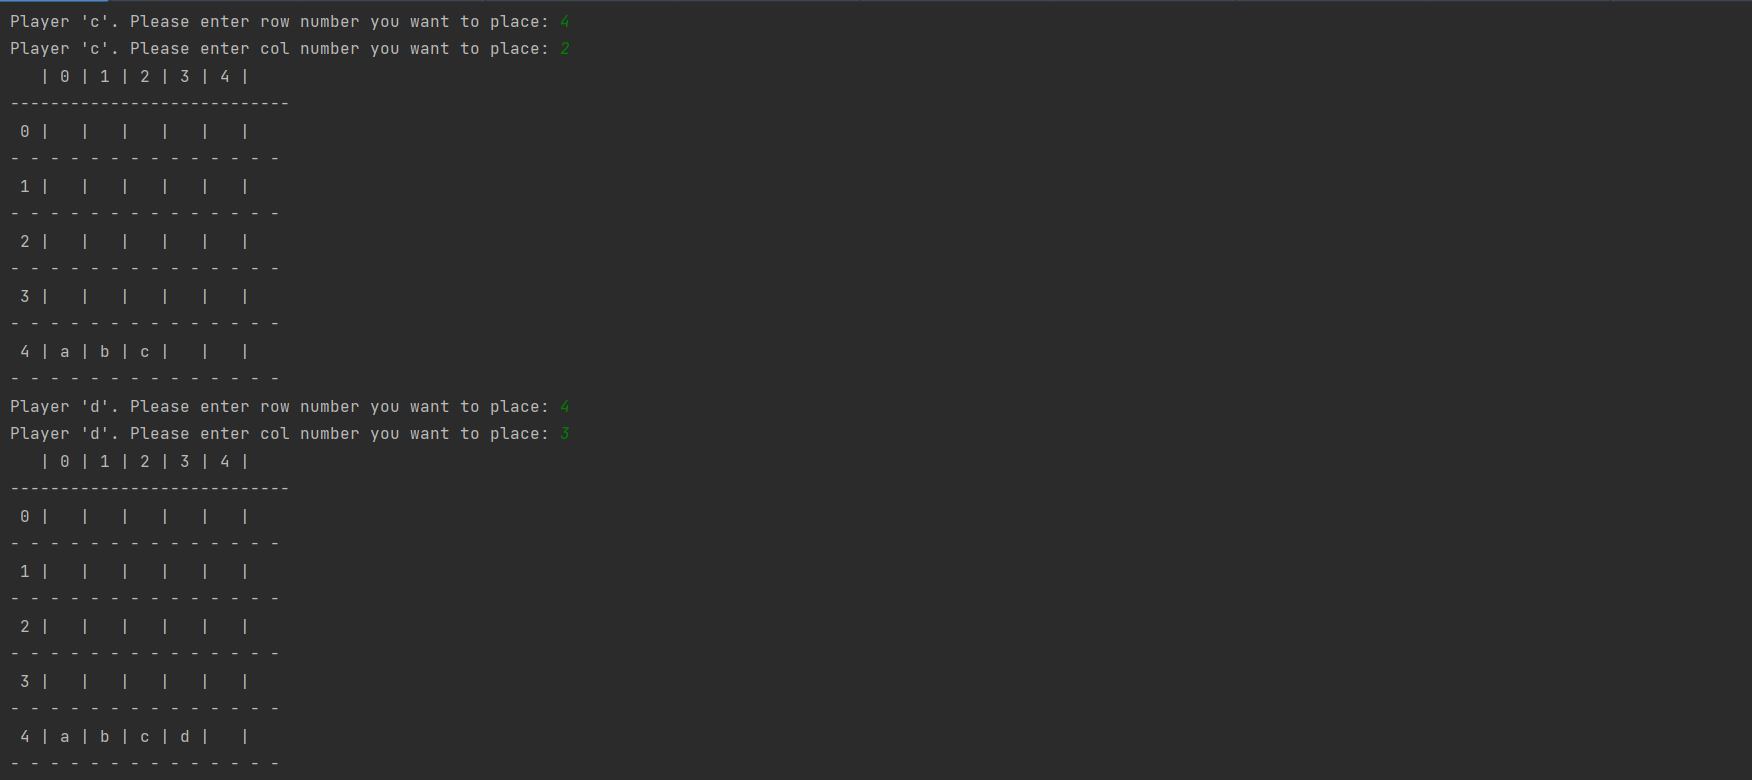 Player 'c'. Please enter row number you want to place: 4
Player 'c'. Please enter col number you want to place: 2
   | 0 | 1 | 2 | 3 | 4 |
----------------------------
 0 |   |   |   |   |   |
- - - - - - - - - - - - - -
 1 |   |   |   |   |   |
- - - - - - - - - - - - - -
 2 |   |   |   |   |   |
- - - - - - - - - - - - - -
 3 |   |   |   |   |   |
- - - - - - - - - - - - - -
 4 | a | b | c |   |   |
- - - - - - - - - - - - - -
Player 'd'. Please enter row number you want to place: 4
Player 'd'. Please enter col number you want to place: 3
   | 0 | 1 | 2 | 3 | 4 |
----------------------------
 0 |   |   |   |   |   |
- - - - - - - - - - - - - -
 1 |   |   |   |   |   |
- - - - - - - - - - - - - -
 2 |   |   |   |   |   |
- - - - - - - - - - - - - -
 3 |   |   |   |   |   |
- - - - - - - - - - - - - -
 4 | a | b | c | d |   |
- - - - - - - - - - - - - -